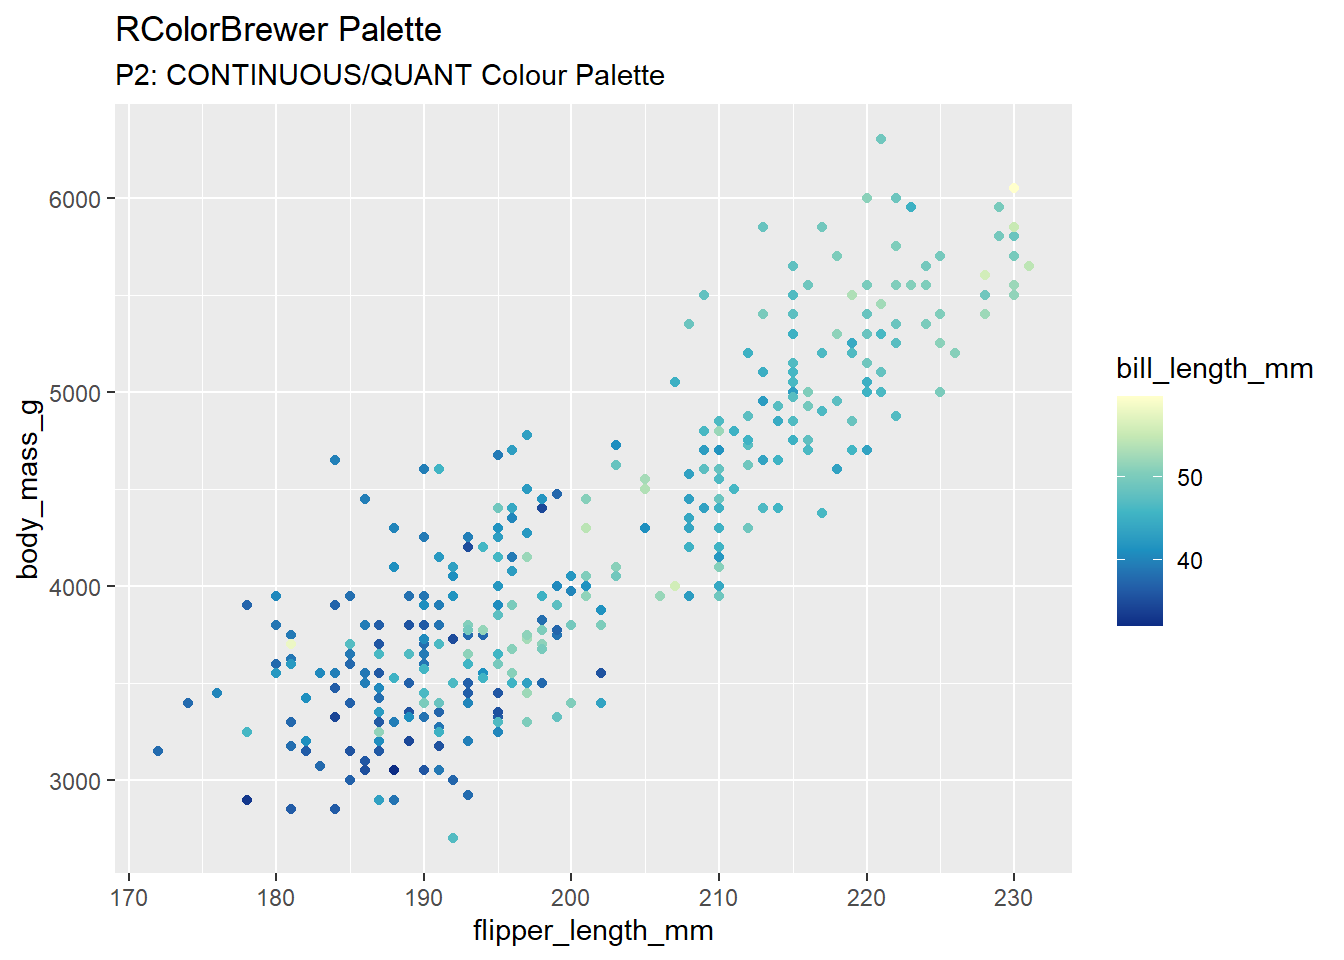 RColorBrewer Palette
P2: CONTINUOUS/QUANT Colour Palette
body_mass_g
6000
5000
4000
3000
170 180 190 200 210 220 230
flipper_length_mm
bill_length_mm
50
40